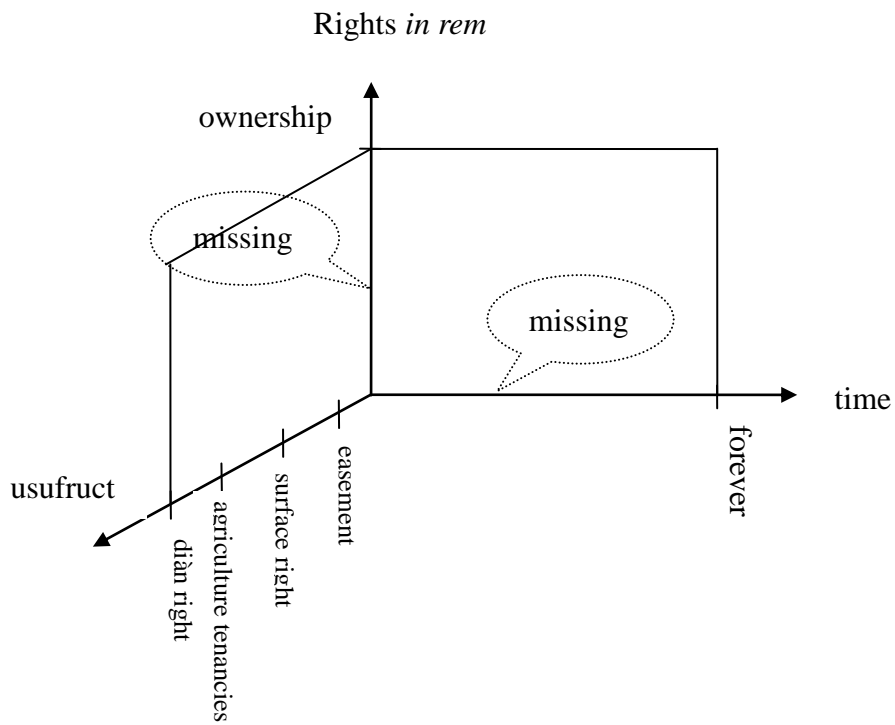 Rights in rem
ownership
missing
missing
time
forever
usufruct
easement
surface right
agriculture tenancies
diàn right